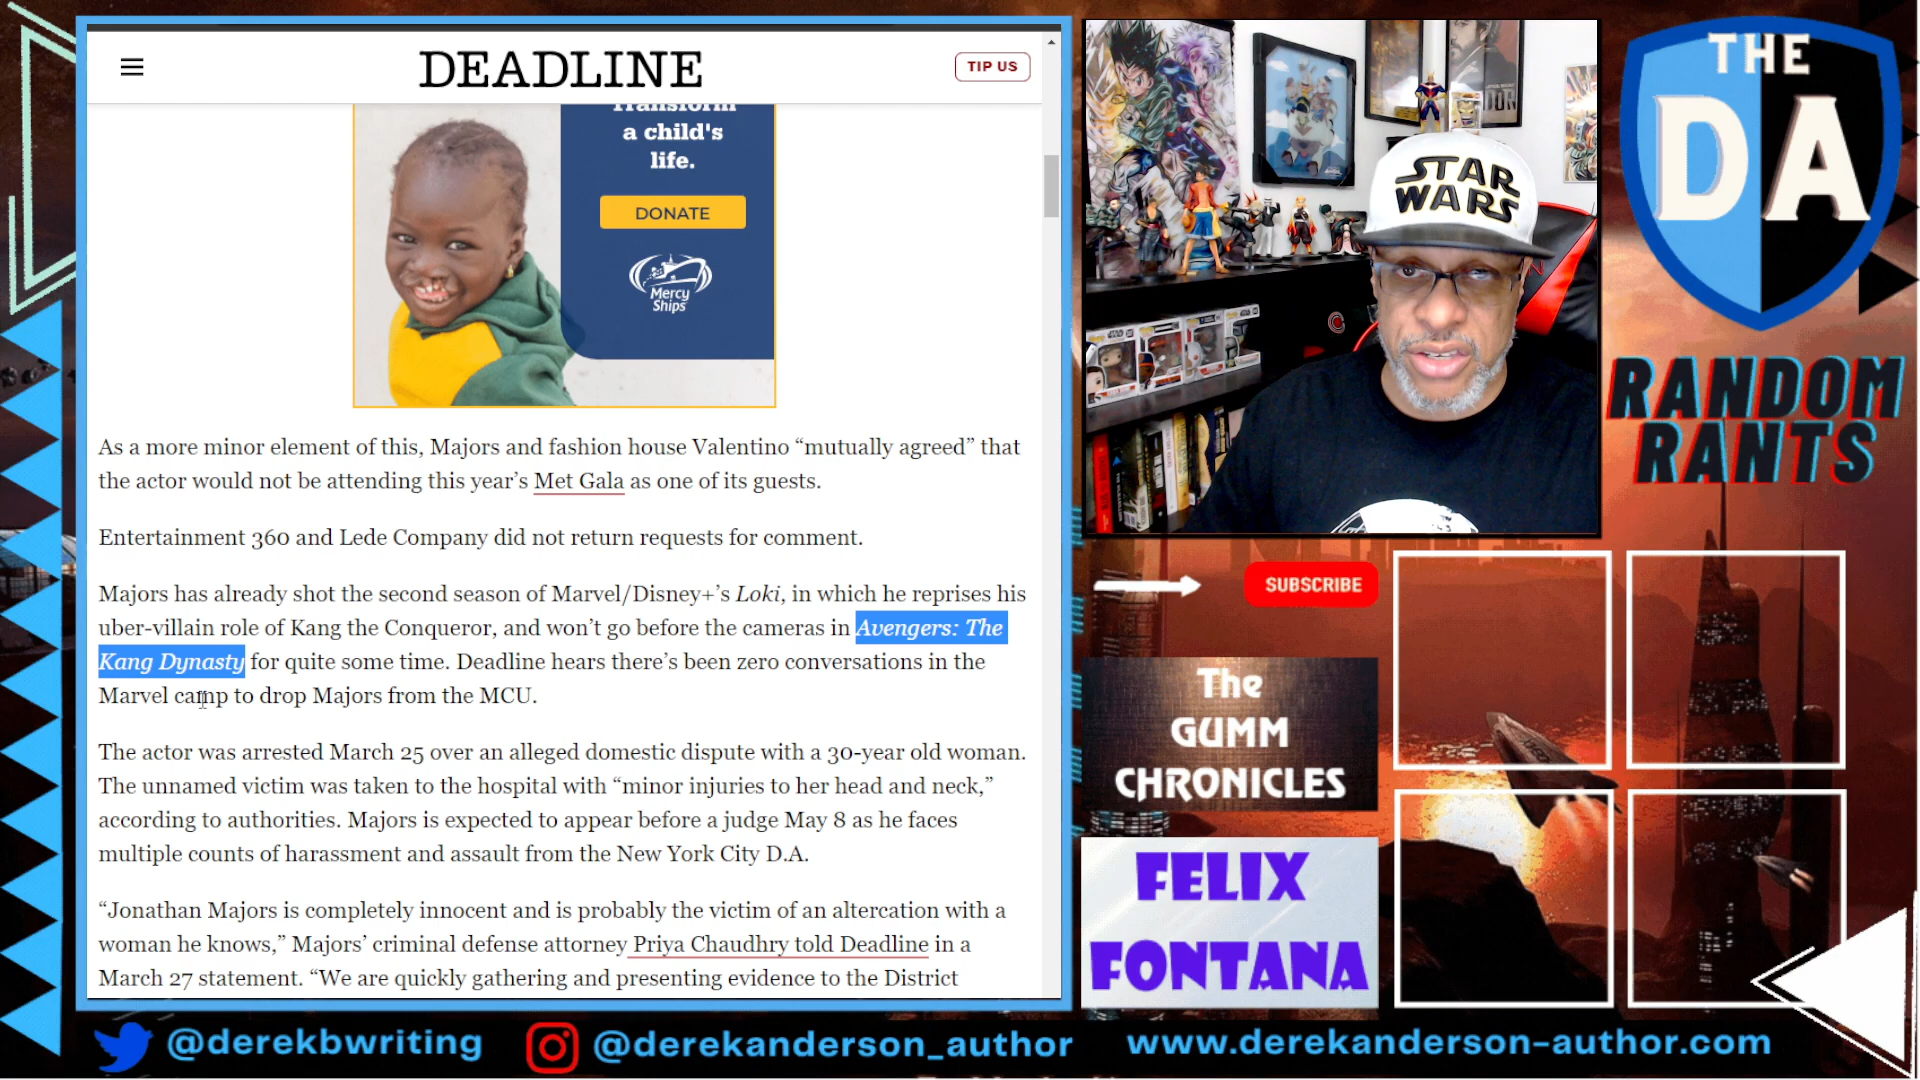 DEADLINE
TIP US
Transform
a child's
life.
DONATE
Mercy
Ships
As a more minor element of this, Majors and fashion house Valentino “mutually agreed” that
the actor would not be attending this year’s Met Gala as one of its guests.
Entertainment 360 and Lede Company did not return requests for comment.
Majors has already shot the second season of Marvel/Disney+’s Loki, in which he reprises his
uber-villain role of Kang the Conqueror, and won’t go before the cameras in Avengers: The
Kang Dynasty for quite some time. Deadline hears there’s been zero conversations in the
Marvel camp to drop Majors from the MCU.
The actor was arrested March 25 over an alleged domestic dispute with a 30-year old woman.
The unnamed victim was taken to the hospital with “minor injuries to her head and neck,”
according to authorities. Majors is expected to appear before a judge May 8 as he faces
multiple counts of harassment and assault from the New York City D.A.
“Jonathan Majors is completely innocent and is probably the victim of an altercation with a
woman he knows,” Majors’ criminal defense attorney Priya Chaudhry told Deadline in a
March 27 statement. “We are quickly gathering and presenting evidence to the District
STAR
WARS
THE
DA
RANDOM
RANTS
SUBSCRIBE
The
GUMM
CHRONICLES
FELIX
FONTANA
@derekbwriting
@derekanderson_author
www.derekanderson-author.com